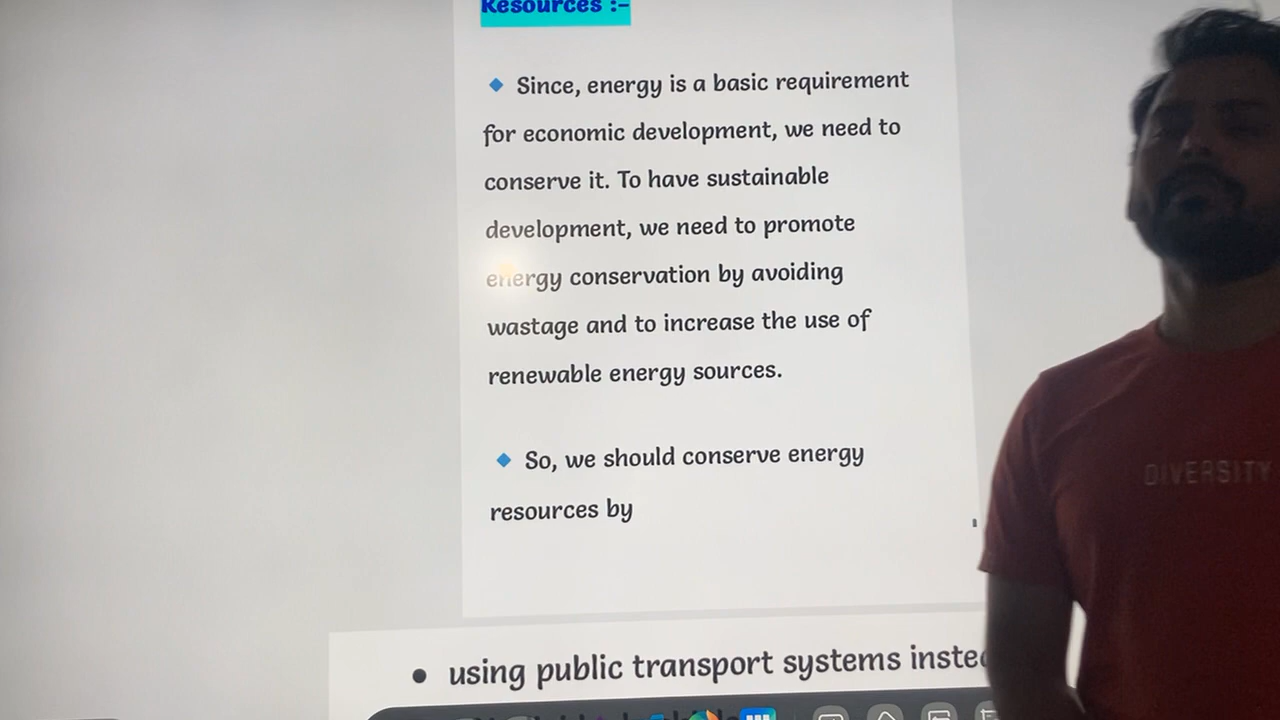 Resources :-
🔹 Since, energy is a basic requirement
for economic development, we need to
conserve it. To have sustainable
development, we need to promote
energy conservation by avoiding
wastage and to increase the use of
renewable energy sources.
🔹 So, we should conserve energy
resources by
• using public transport systems
DIVERSITY